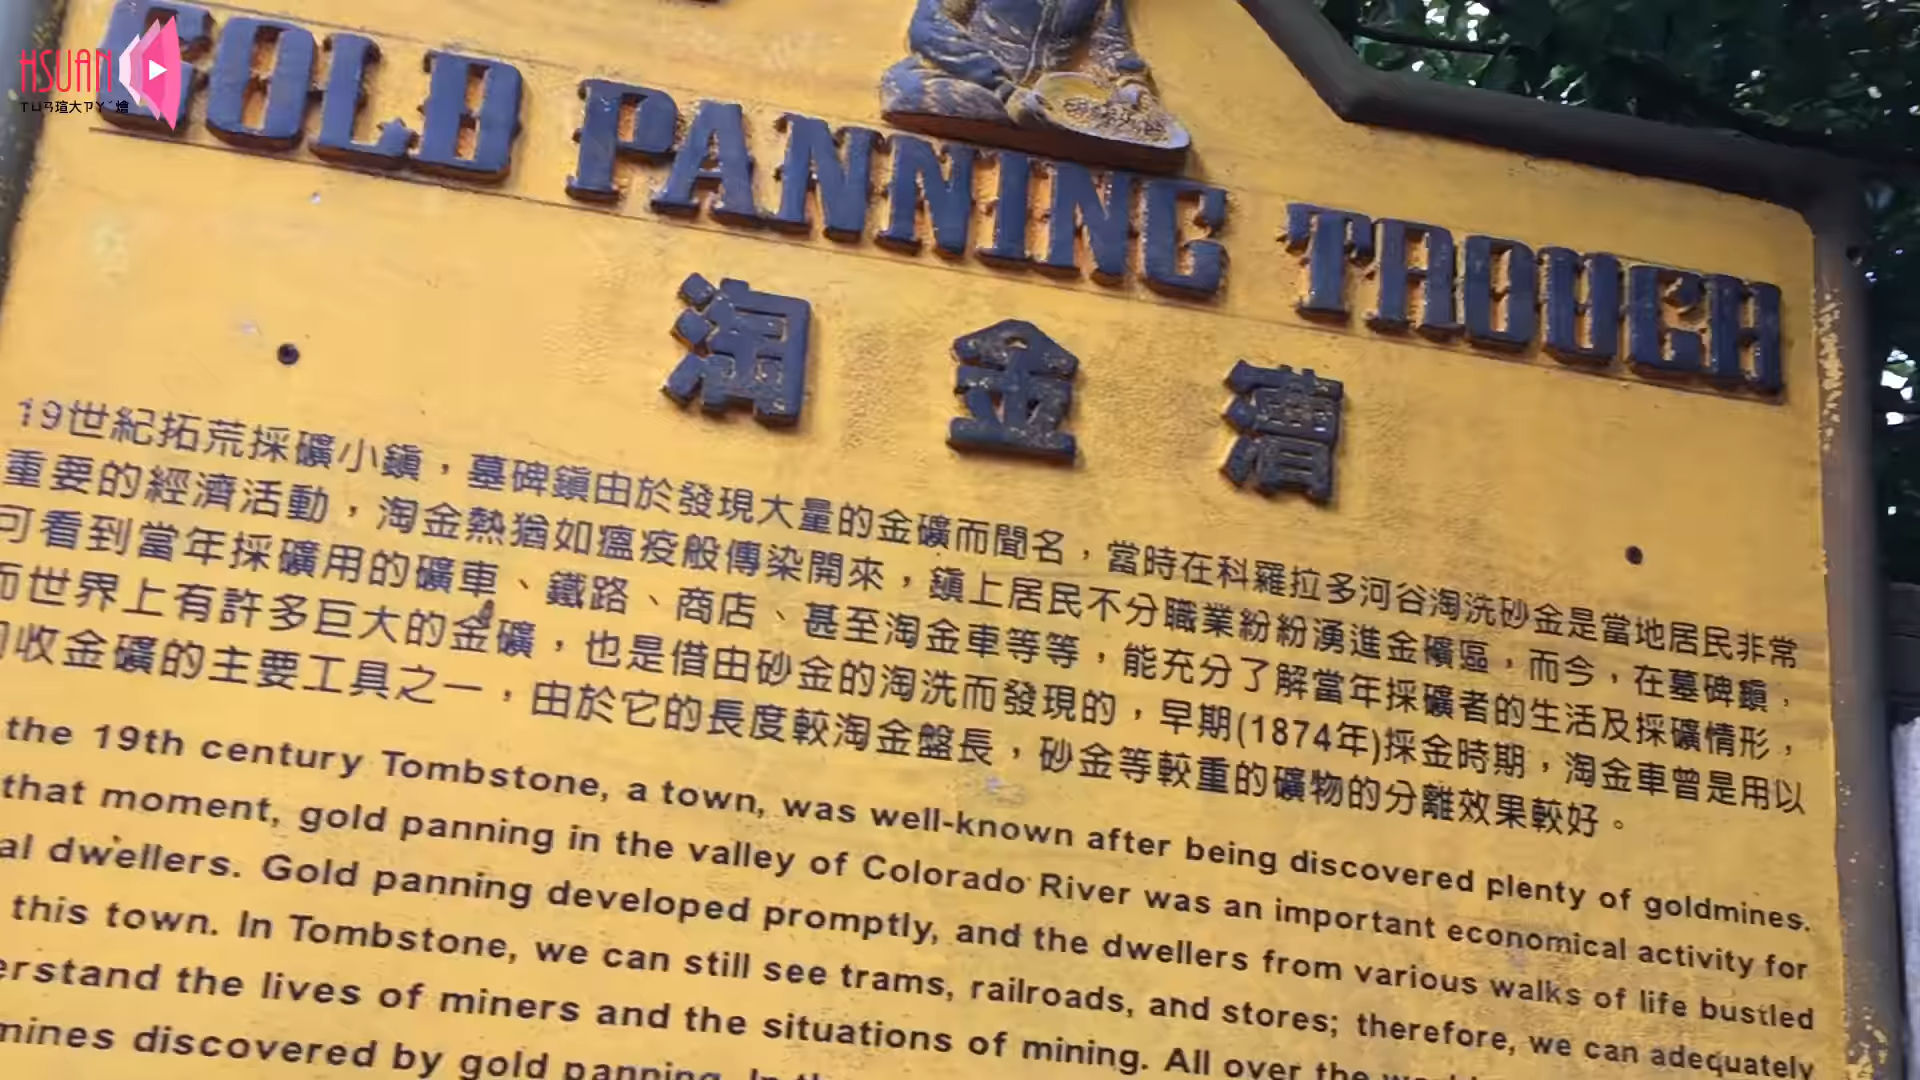 HSUAN
ㄒㄩㄢ瑄大ㄗㄚˊ燴
GOLD PANNING TROUGH
淘金漕
19世紀拓荒採礦小鎮，墓碑鎮由於發現大量的金礦而聞名，當時在科羅拉多河谷淘洗砂金是當地居民非常
重要的經濟活動，淘金熱猶如瘟疫般傳染開來，鎮上居民不分職業紛紛湧進金礦區，而今，在墓碑鎮，
可看到當年採礦用的礦車、鐵路、商店、甚至淘金車等等，能充分了解當年採礦者的生活及採礦情形，
而世界上有許多巨大的金礦，也是借由砂金的淘洗而發現的，早期(1874年)採金時期，淘金車曾是用以
回收金礦的主要工具之一，由於它的長度較淘金盤長，砂金等較重的礦物的分離效果較好。
the 19th century Tombstone, a town, was well-known after being discovered plenty of goldmines.
that moment, gold panning in the valley of Colorado River was an important economical activity for
al dwellers. Gold panning developed promptly, and the dwellers from various walks of life bustled
this town. In Tombstone, we can still see trams, railroads, and stores; therefore, we can adequately
erstand the lives of miners and the situations of mining. All over the
mines discovered by gold panning. In